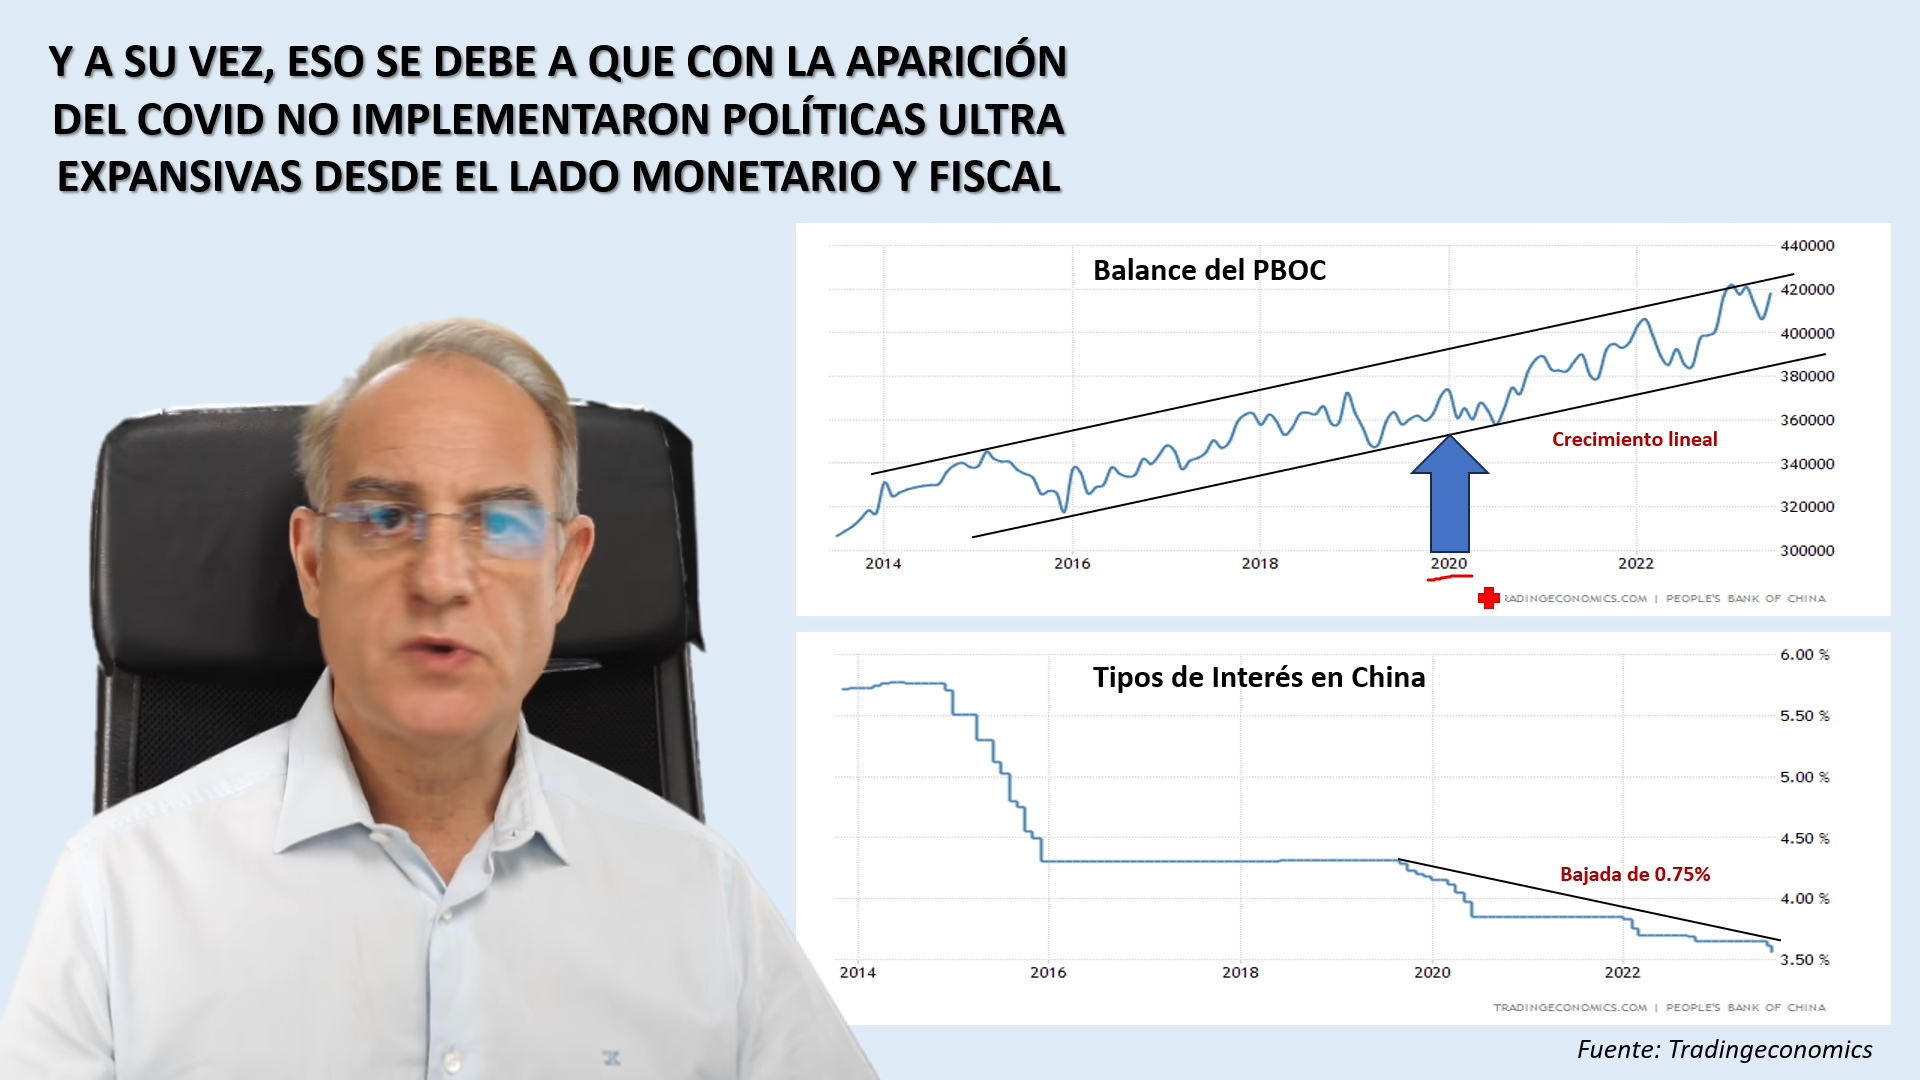 Y A SU VEZ, ESO SE DEBE A QUE CON LA APARICIÓN
DEL COVID NO IMPLEMENTARON POLÍTICAS ULTRA
EXPANSIVAS DESDE EL LADO MONETARIO Y FISCAL
Balance del PBOC
440000
420000
400000
380000
360000
Crecimiento lineal
340000
320000
300000
2014
2016
2018
2020
2022
RADINGECONOMICS.COM | PEOPLE'S BANK OF CHINA
Tipos de Interés en China
6.00 %
5.50 %
5.00 %
4.50 %
Bajada de 0.75%
4.00 %
3.50 %
2014
2016
2018
2020
2022
TRADINGECONOMICS.COM | PEOPLE'S BANK OF CHINA
Fuente: Tradingeconomics